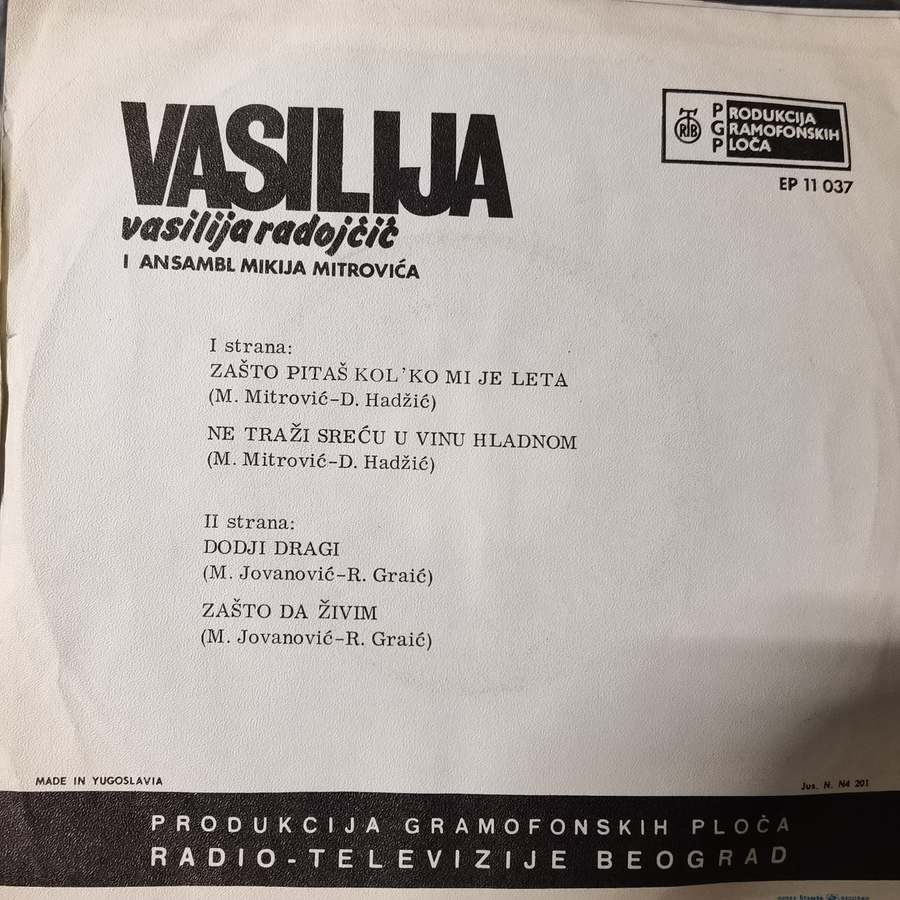 VASILIJA
vasilija radojčić
I ANSAMBL MIKIJA MITROVIĆA
RTB
PGP
PRODUKCIJA
GRAMOFONSKIH
PLOČA
EP 11 037
I strana:
ZAŠTO PITAŠ KOL'KO MI JE LETA
(M. Mitrović-D. Hadžić)
NE TRAŽI SREĆU U VINU HLADNOM
(M. Mitrović-D. Hadžić)
II strana:
DODJI DRAGI
(M. Jovanović-R. Graić)
ZAŠTO DA ŽIVIM
(M. Jovanović-R. Graić)
MADE IN YUGOSLAVIA
Jus. N. N4 201
PRODUKCIJA GRAMOFONSKIH PLOČA
RADIO-TELEVIZIJE BEOGRAD